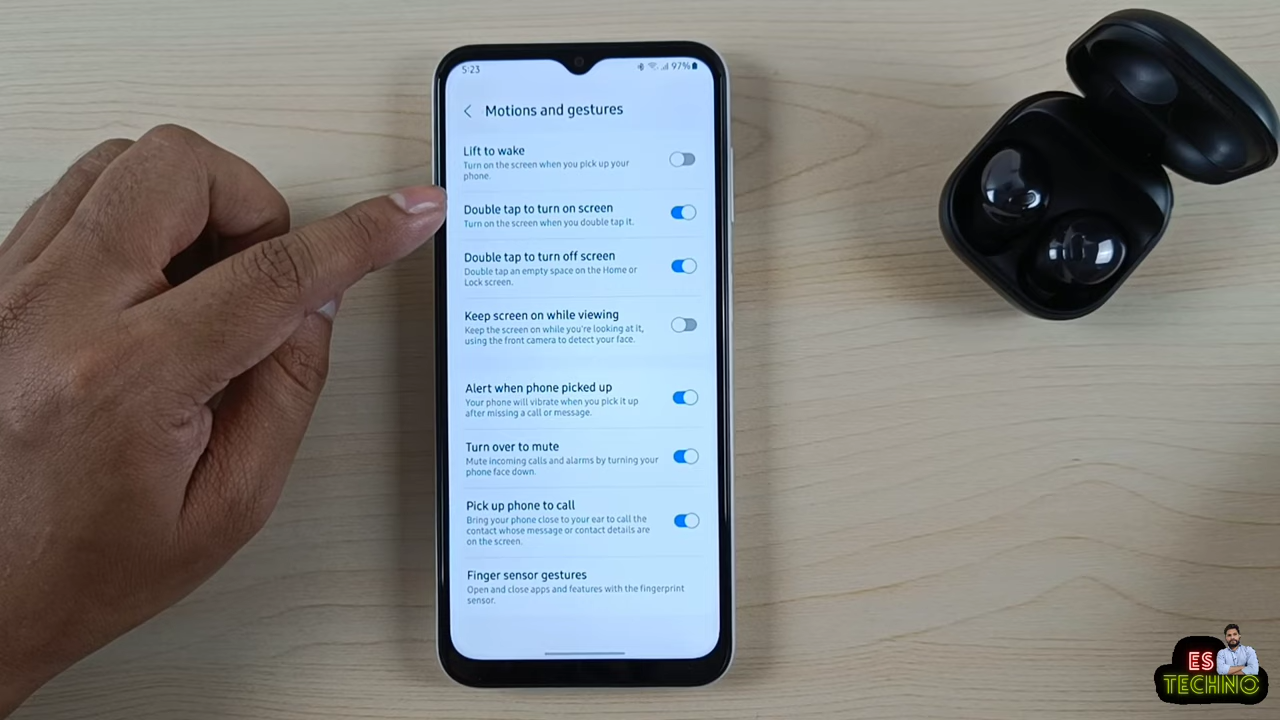 5:23
97%
Motions and gestures
Lift to wake
Turn on the screen when you pick up your
phone.
Double tap to turn on screen
Turn on the screen when you double tap it.
Double tap to turn off screen
Double tap an empty space on the Home or
Lock screen.
Keep screen on while viewing
Keep the screen on while you're looking at it,
using the front camera to detect your face.
Alert when phone picked up
Your phone will vibrate when you pick it up
after missing a call or message.
Turn over to mute
Mute incoming calls and alarms by turning your
phone face down.
Pick up phone to call
Bring your phone close to your ear to call the
contact whose message or contact details are
on the screen.
Finger sensor gestures
Open and close apps and features with the fingerprint
sensor.
ES
TECHNO